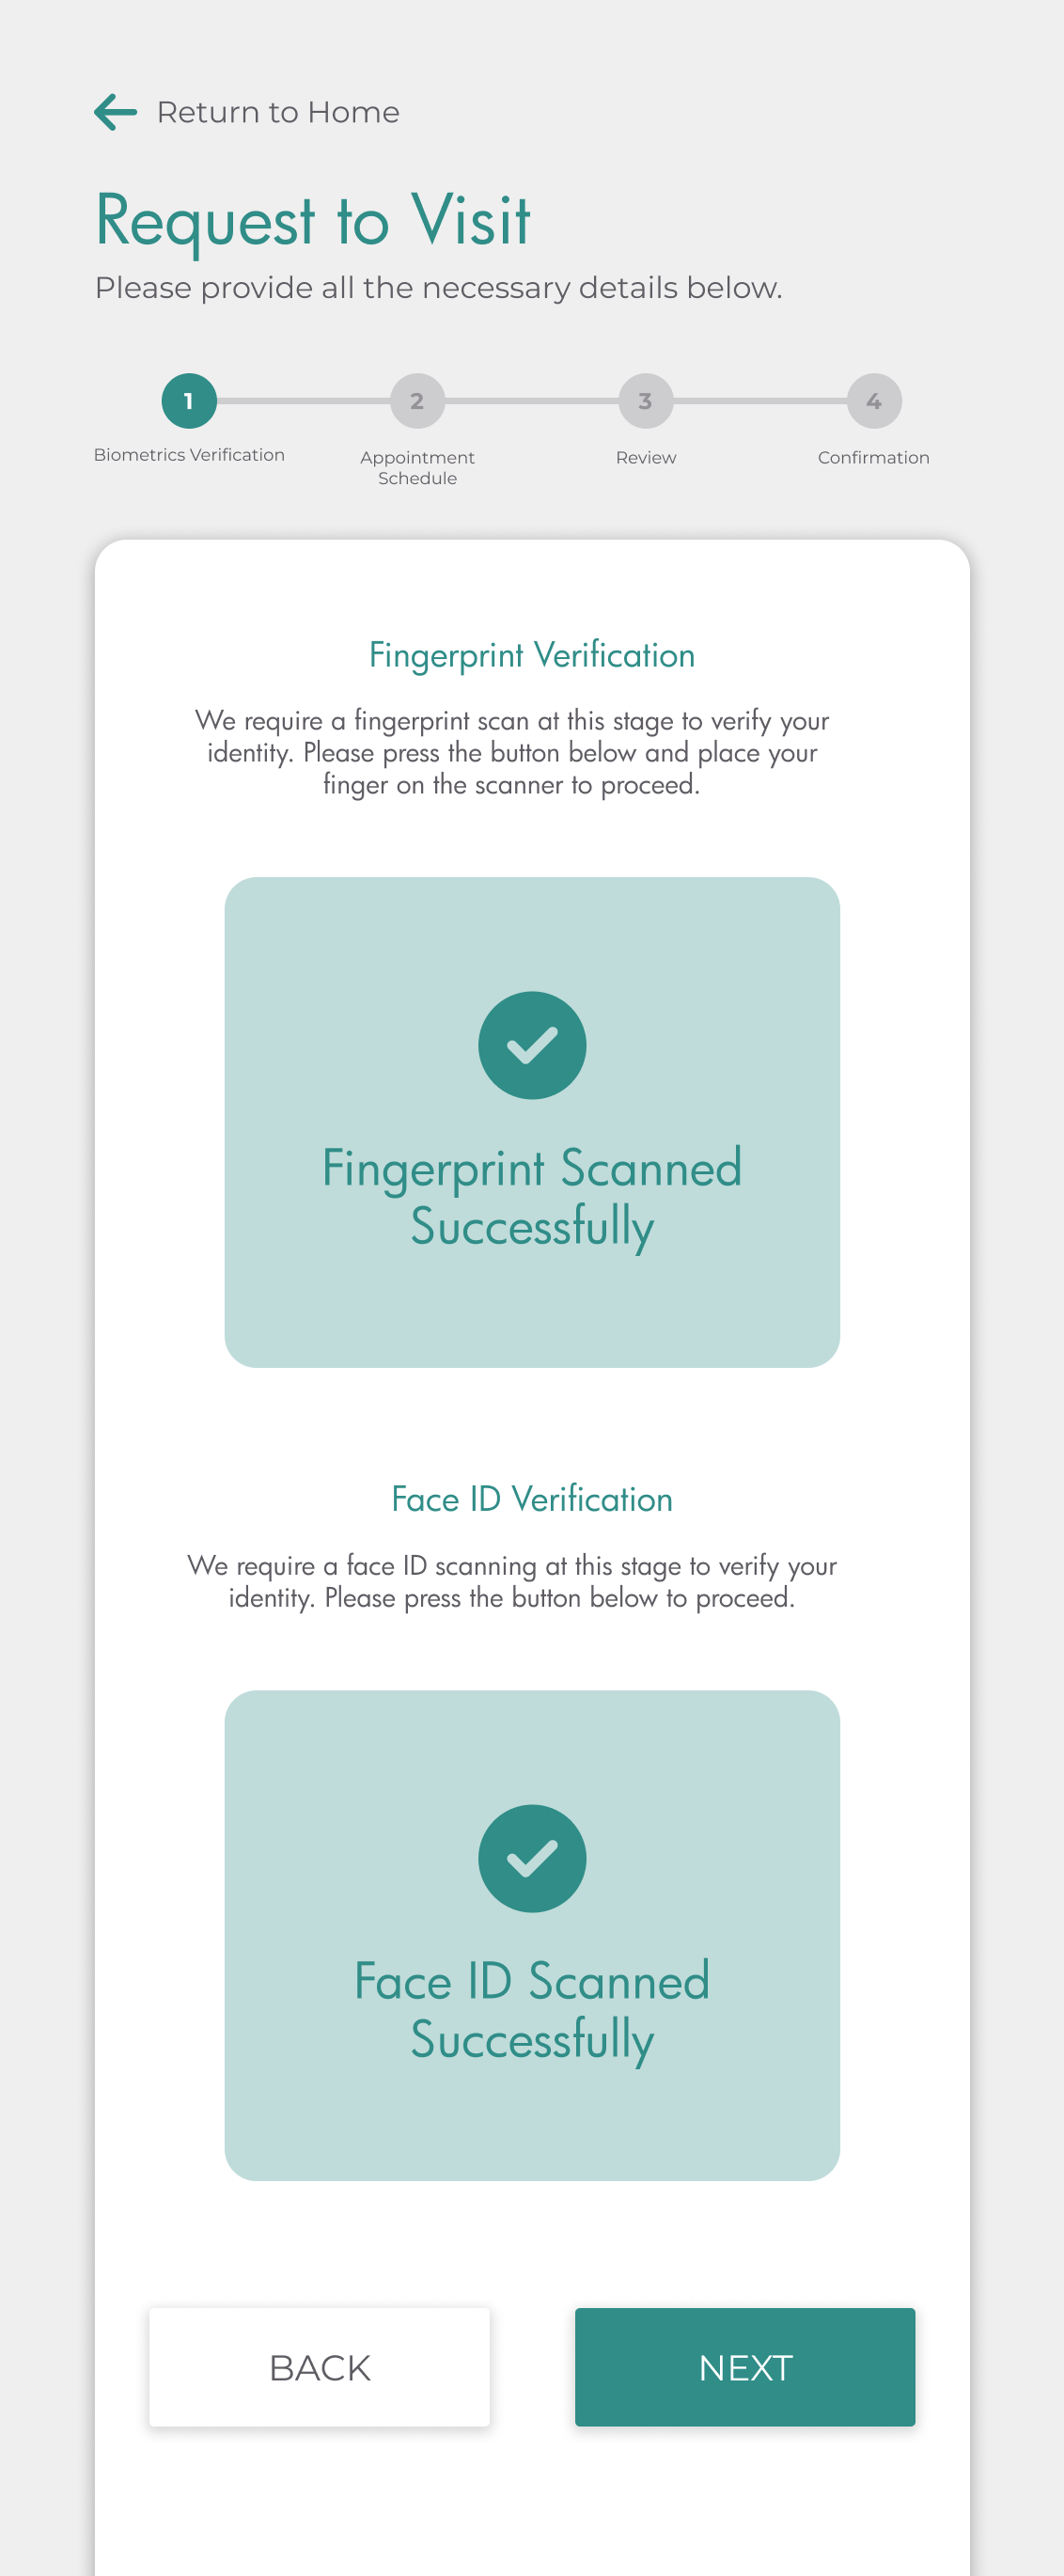 Return to Home
Request to Visit
Please provide all the necessary details below.
1
2
3
4
Biometrics Verification
Appointment
Schedule
Review
Confirmation
Fingerprint Verification
We require a fingerprint scan at this stage to verify your
identity. Please press the button below and place your
finger on the scanner to proceed.
Fingerprint Scanned
Successfully
Face ID Verification
We require a face ID scanning at this stage to verify your
identity. Please press the button below to proceed.
Face ID Scanned
Successfully
BACK
NEXT